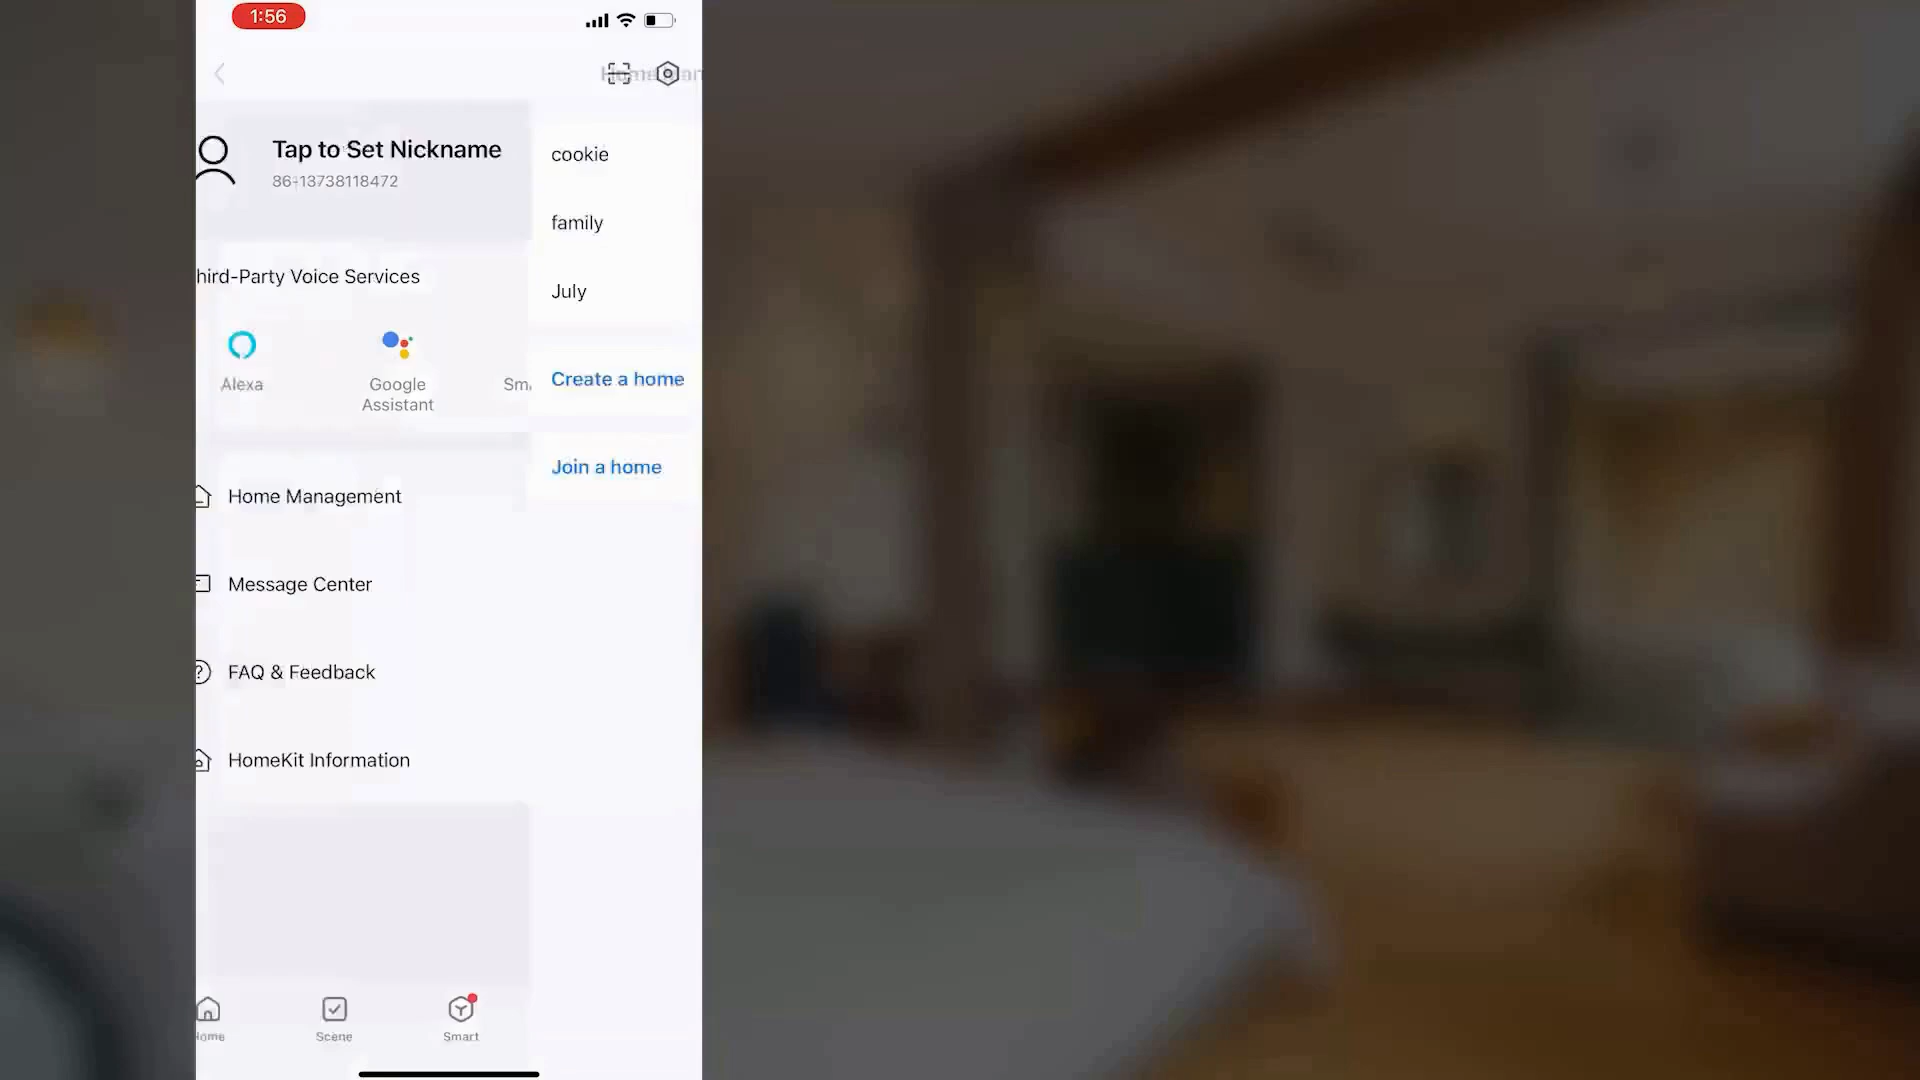 1:56
Tap to Set Nickname
86-13738118472
hird-Party Voice Services
Alexa
Google
Assistant
Home Management
Message Center
FAQ & Feedback
HomeKit Information
cookie
family
July
Create a home
Join a home
Scene
Smart